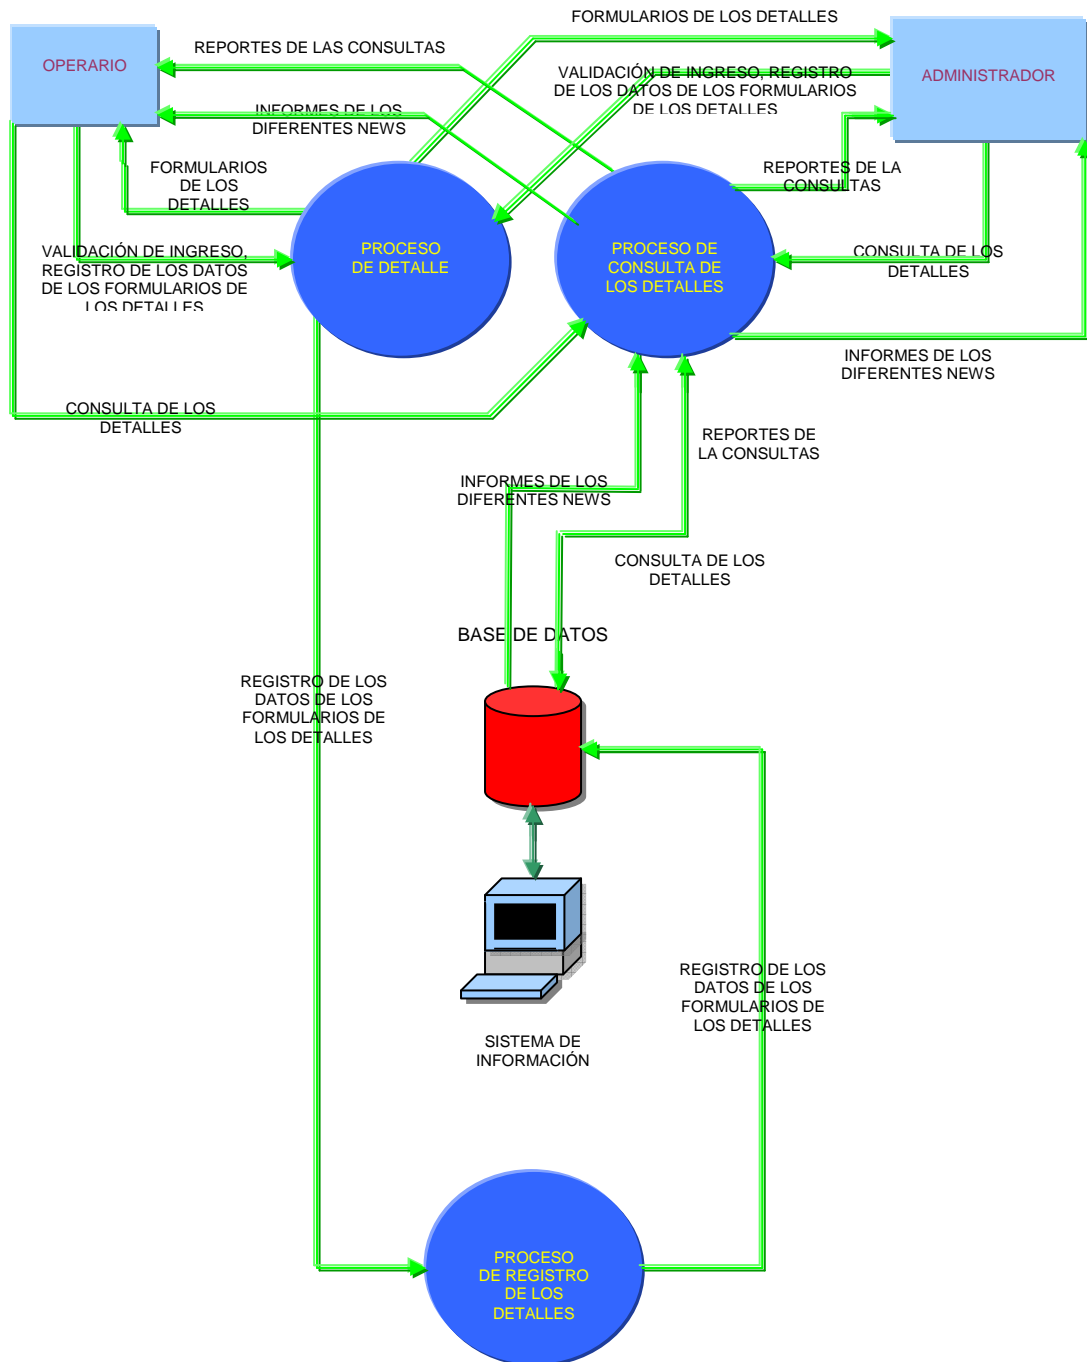 FORMULARIOS DE LOS DETALLES
OPERARIO
REPORTES DE LAS CONSULTAS
VALIDACIÓN DE INGRESO, REGISTRO
DE LOS DATOS DE LOS FORMULARIOS
DE LOS DETALLES
ADMINISTRADOR
INFORMES DE LOS
DIFERENTES NEWS
FORMULARIOS
DE LOS
DETALLES
REPORTES DE LA
CONSULTAS
VALIDACIÓN DE INGRESO,
REGISTRO DE LOS DATOS
DE LOS FORMULARIOS DE
LOS DETALLES
PROCESO
DE DETALLE
PROCESO DE
CONSULTA DE
LOS DETALLES
CONSULTA DE LOS
DETALLES
INFORMES DE LOS
DIFERENTES NEWS
CONSULTA DE LOS
DETALLES
REPORTES DE
LA CONSULTAS
INFORMES DE LOS
DIFERENTES NEWS
CONSULTA DE LOS
DETALLES
BASE DE DATOS
REGISTRO DE LOS
DATOS DE LOS
FORMULARIOS DE
LOS DETALLES
REGISTRO DE LOS
DATOS DE LOS
FORMULARIOS DE
LOS DETALLES
SISTEMA DE
INFORMACIÓN
PROCESO
DE REGISTRO
DE LOS
DETALLES